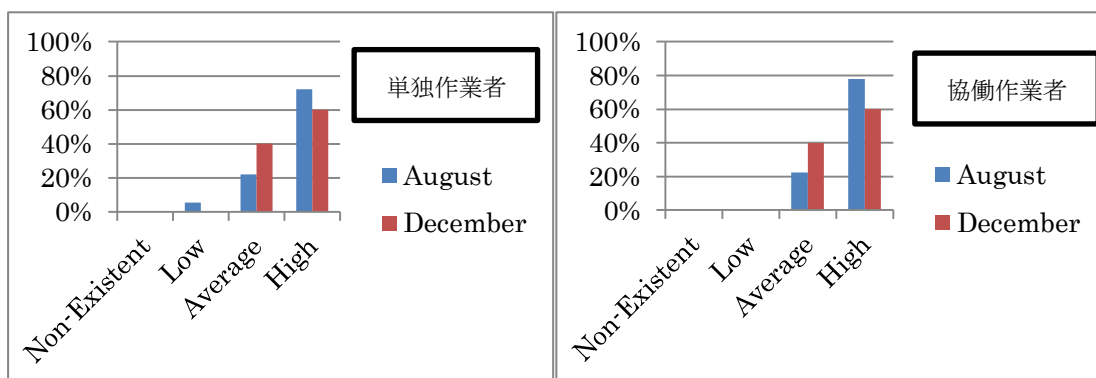 100%
80%
60%
40%
20%
0%
Non-Existent
Low
Average
High
単独作業者
August
December
100%
80%
60%
40%
20%
0%
Non-Existent
Low
Average
High
協働作業者
August
December